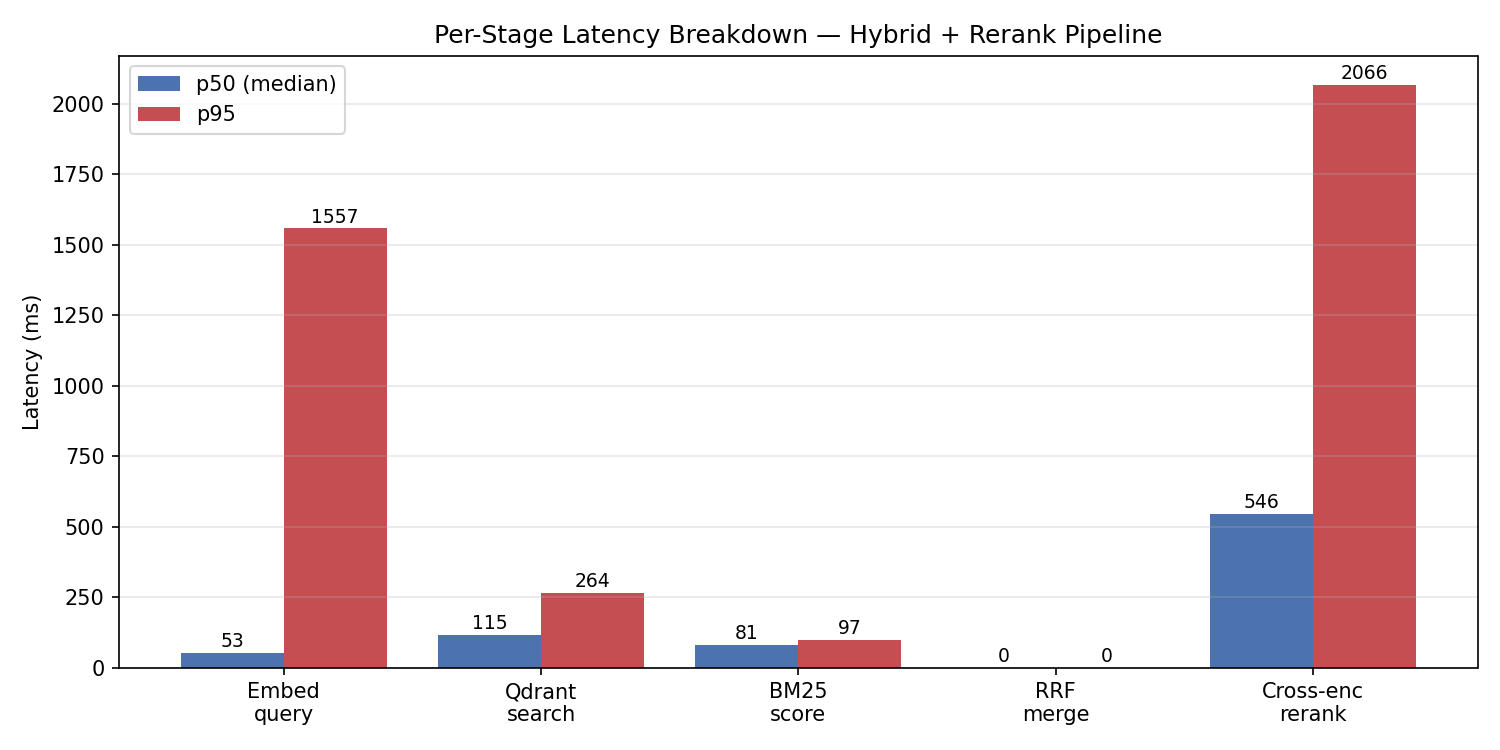 Per-Stage Latency Breakdown — Hybrid + Rerank Pipeline
p50 (median)
p95
Latency (ms)
2000
1750
1500
1250
1000
750
500
250
0
53
1557
115
264
81
97
0
0
546
2066
Embed
query
Qdrant
search
BM25
score
RRF
merge
Cross-enc
rerank